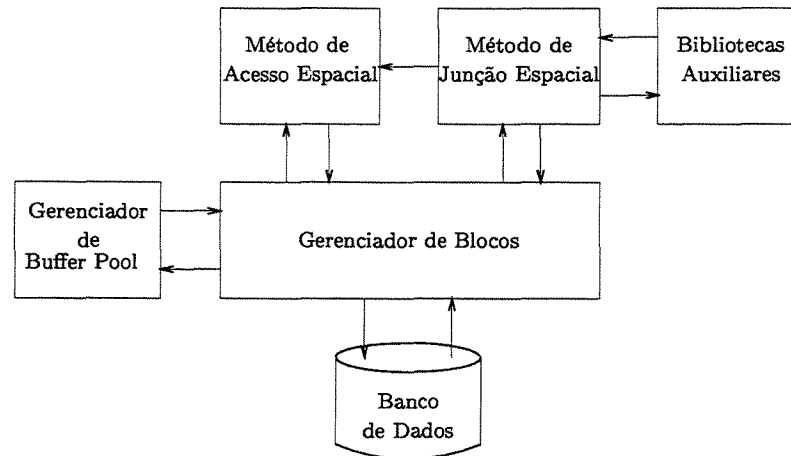 Método de
Acesso Espacial
Método de
Junção Espacial
Bibliotecas
Auxiliares
Gerenciador
de
Buffer Pool
Gerenciador de Blocos
Banco
de Dados